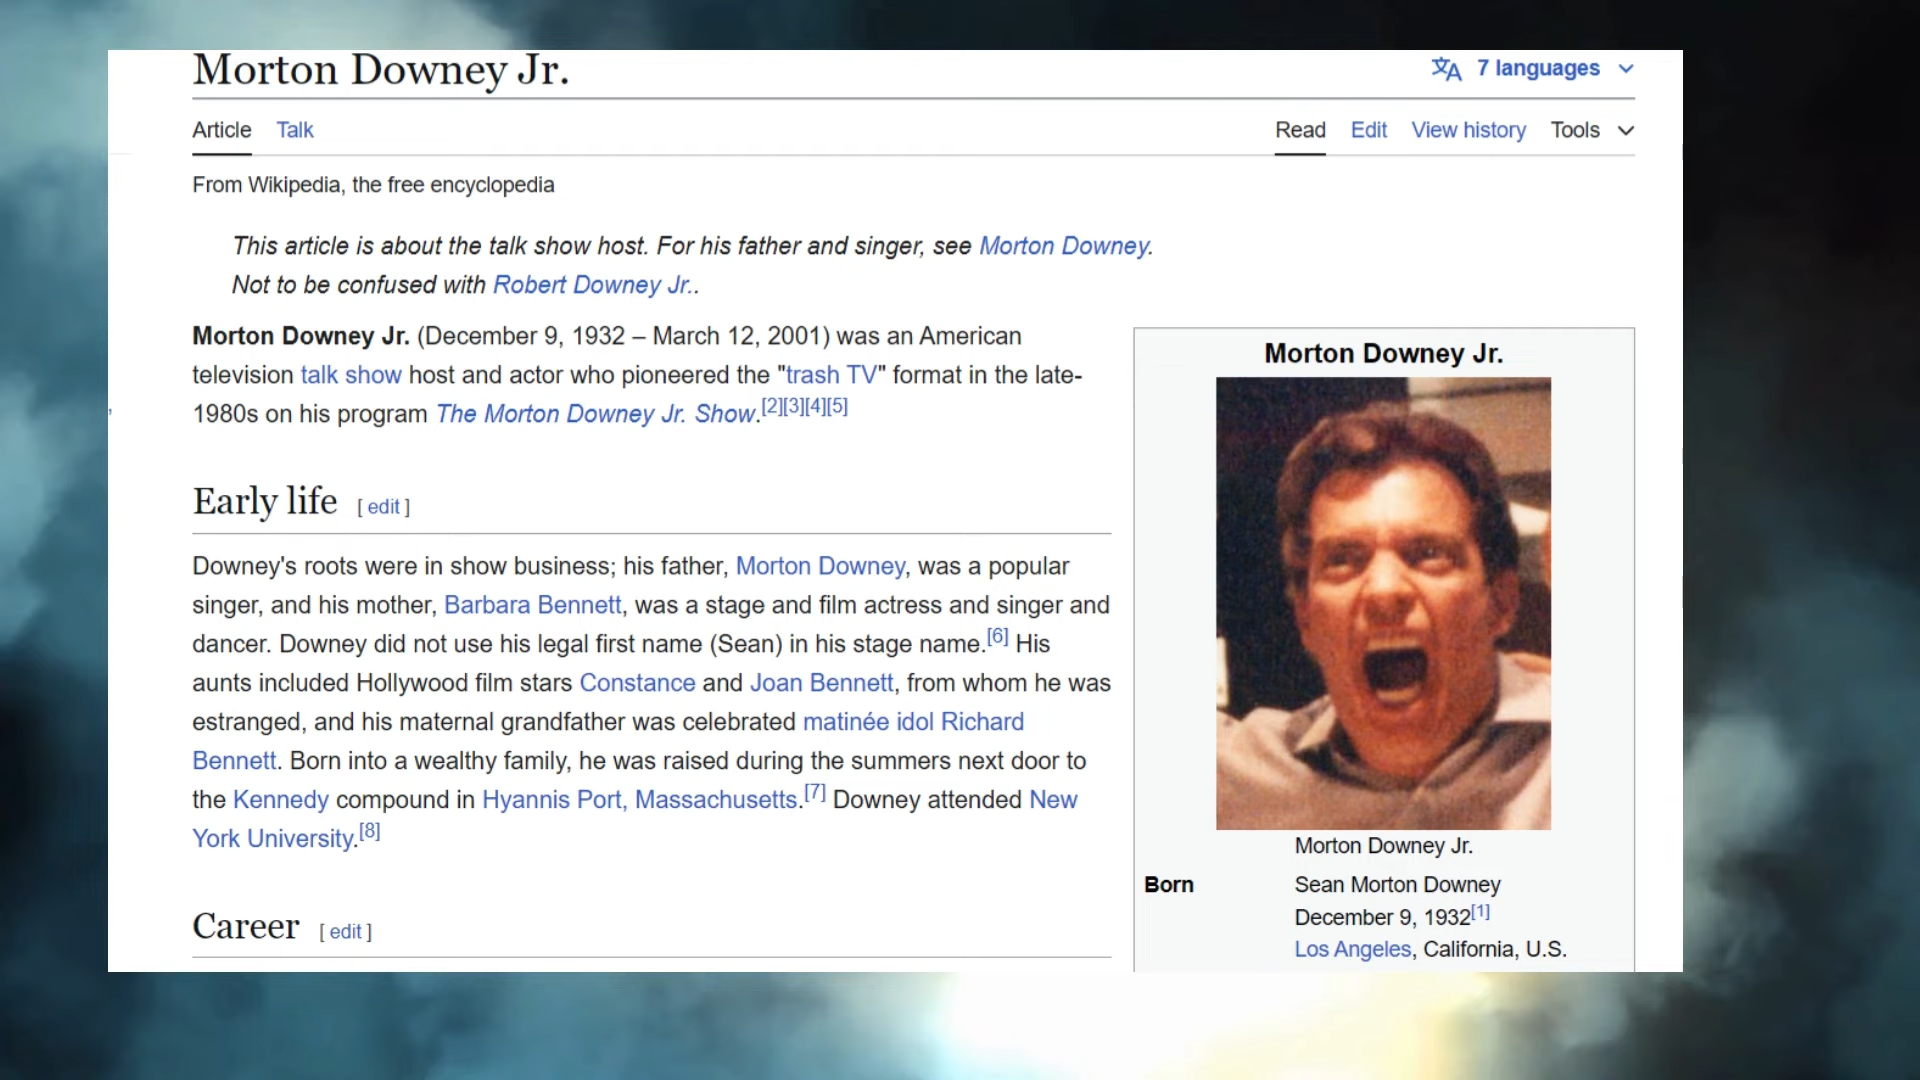 Morton Downey Jr.
7 languages
Article Talk
Read Edit View history Tools
From Wikipedia, the free encyclopedia
This article is about the talk show host. For his father and singer, see Morton Downey.
Not to be confused with Robert Downey Jr..
Morton Downey Jr. (December 9, 1932 – March 12, 2001) was an American
television talk show host and actor who pioneered the "trash TV" format in the late-
1980s on his program The Morton Downey Jr. Show.[2][3][4][5]
Early life [ edit ]
Downey's roots were in show business; his father, Morton Downey, was a popular
singer, and his mother, Barbara Bennett, was a stage and film actress and singer and
dancer. Downey did not use his legal first name (Sean) in his stage name.[6] His
aunts included Hollywood film stars Constance and Joan Bennett, from whom he was
estranged, and his maternal grandfather was celebrated matinée idol Richard
Bennett. Born into a wealthy family, he was raised during the summers next door to
the Kennedy compound in Hyannis Port, Massachusetts.[7] Downey attended New
York University.[8]
Career [ edit ]
Morton Downey Jr.
Morton Downey Jr.
Born Sean Morton Downey
December 9, 1932[1]
Los Angeles, California, U.S.